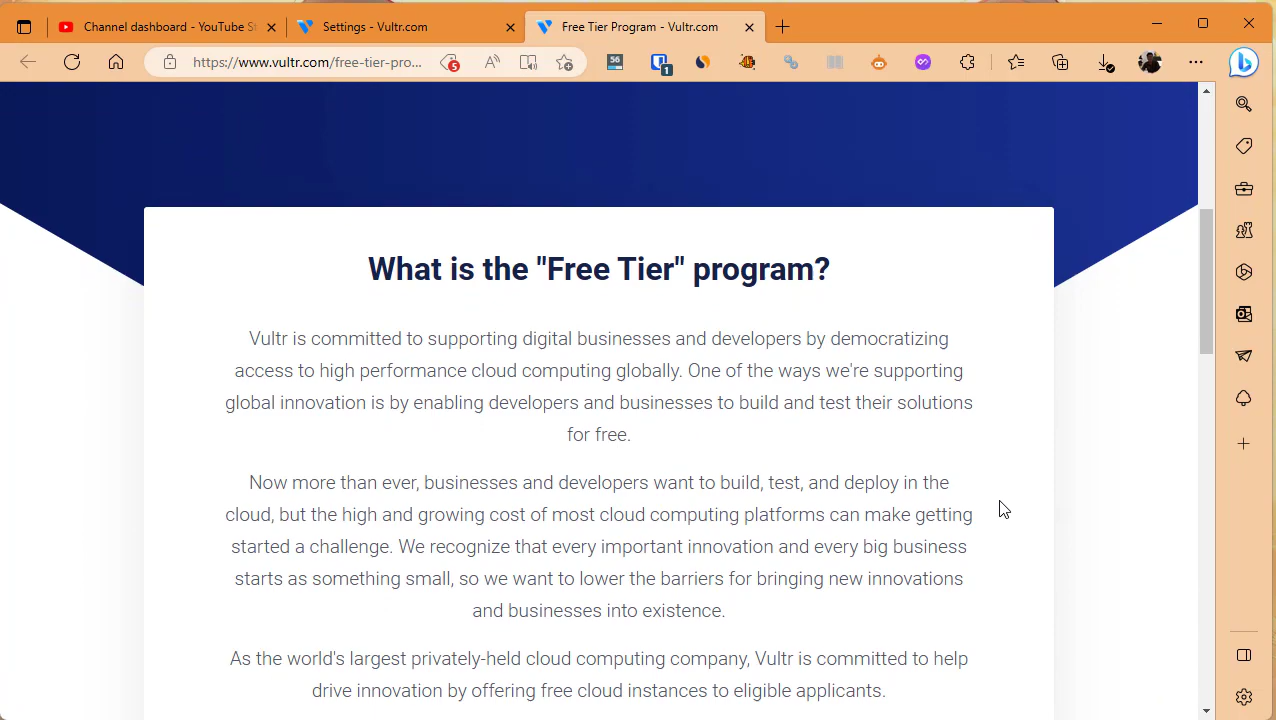 Channel dashboard - YouTube St
Settings - Vultr.com
Free Tier Program - Vultr.com
https://www.vultr.com/free-tier-pro...
5
56
1
What is the "Free Tier" program?
Vultr is committed to supporting digital businesses and developers by democratizing
access to high performance cloud computing globally. One of the ways we're supporting
global innovation is by enabling developers and businesses to build and test their solutions
for free.
Now more than ever, businesses and developers want to build, test, and deploy in the
cloud, but the high and growing cost of most cloud computing platforms can make getting
started a challenge. We recognize that every important innovation and every big business
starts as something small, so we want to lower the barriers for bringing new innovations
and businesses into existence.
As the world's largest privately-held cloud computing company, Vultr is committed to help
drive innovation by offering free cloud instances to eligible applicants.